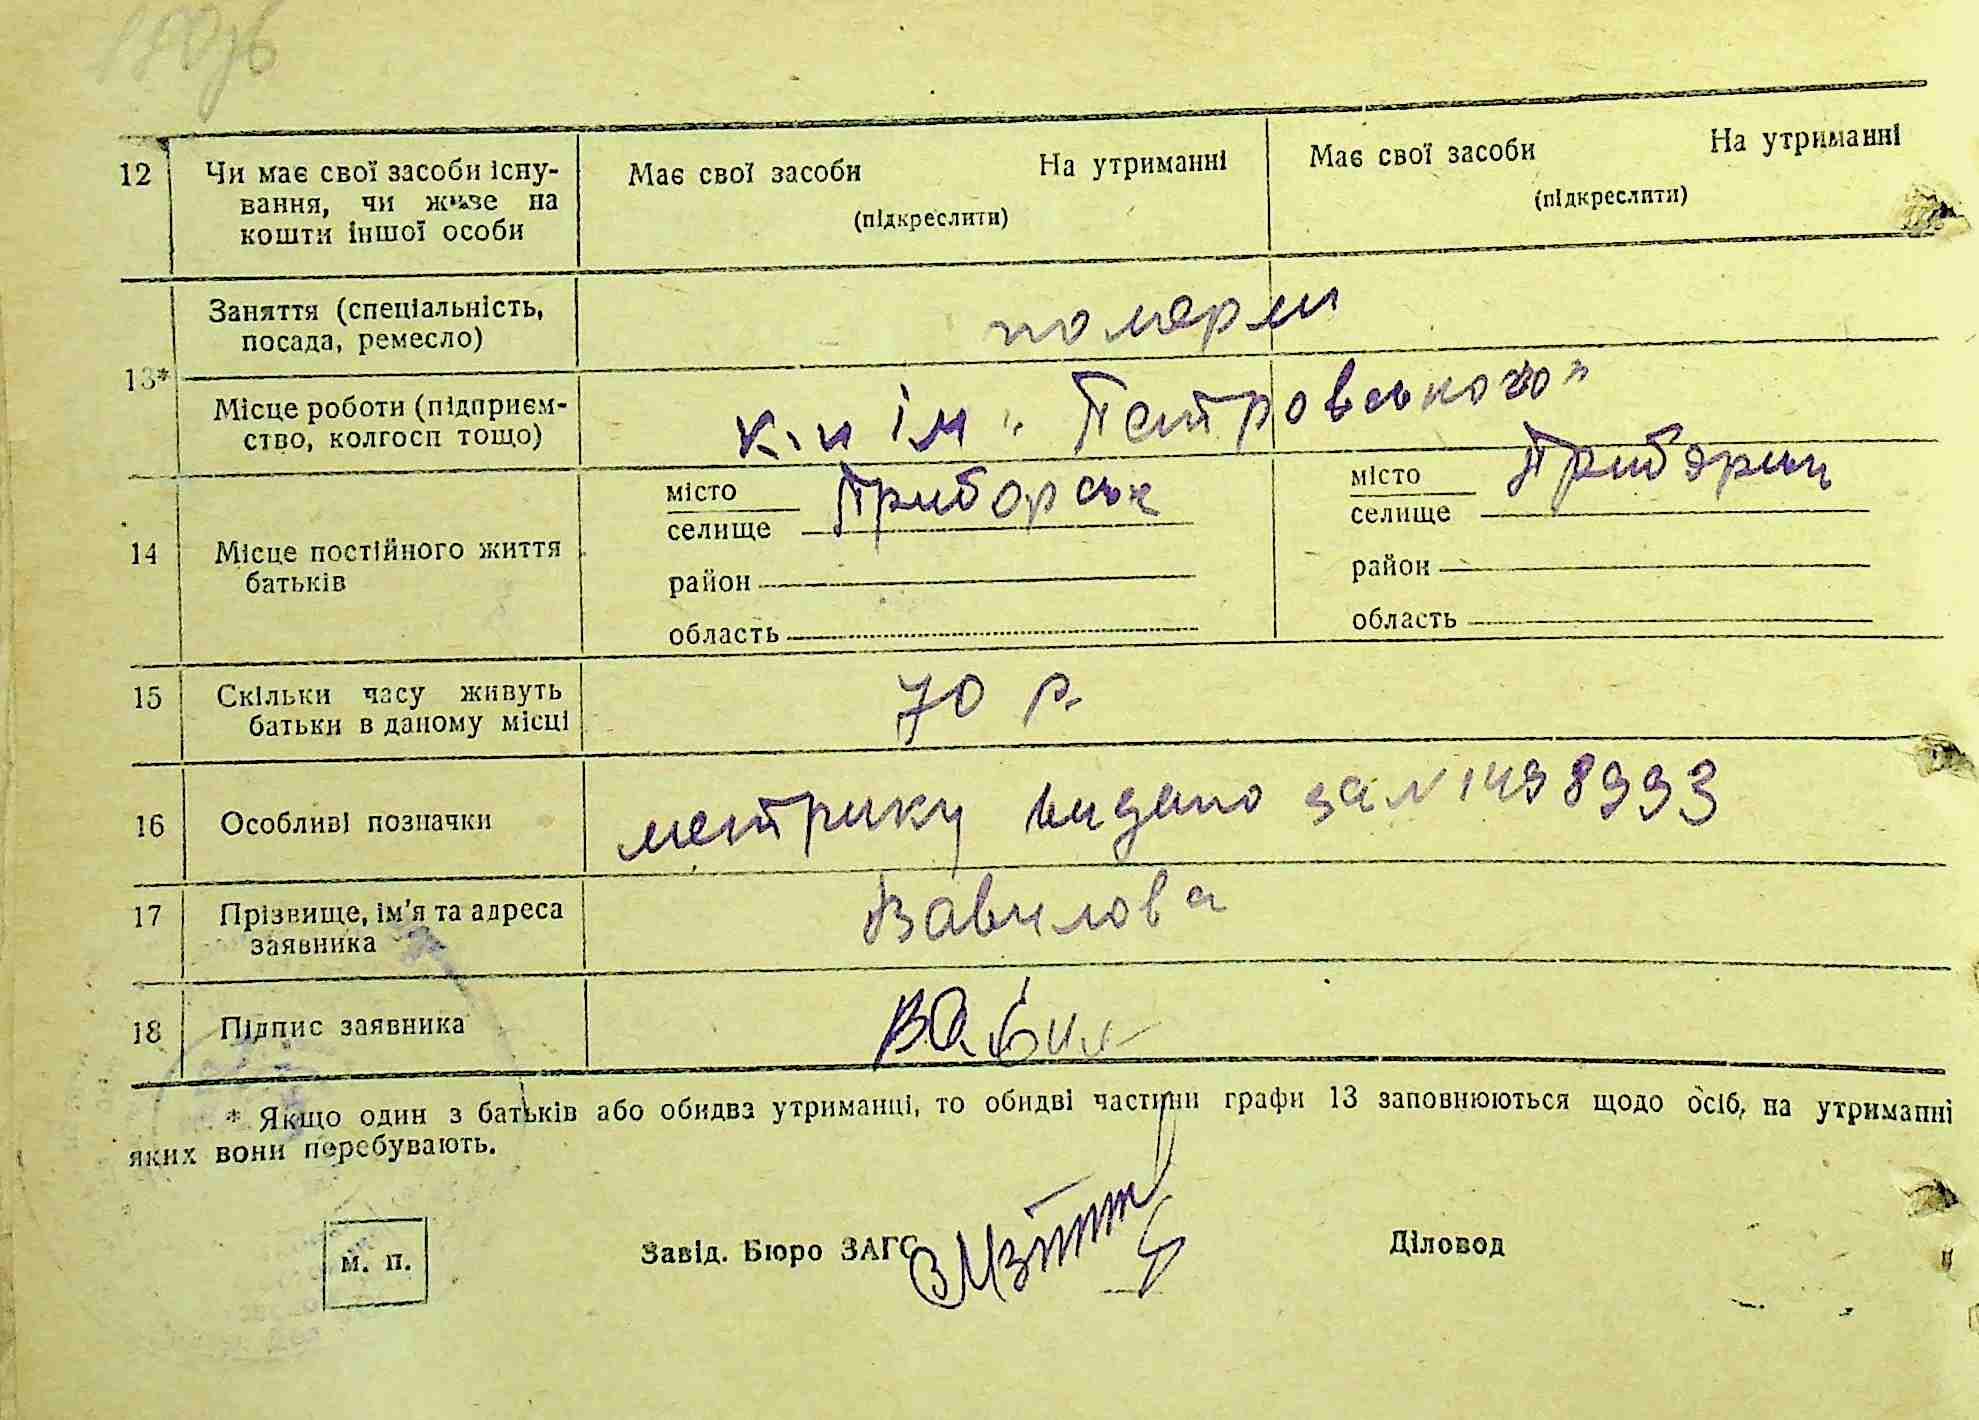 12 Чи має свої засоби існу- Має свої засоби На утриманні Має свої засоби На утриманні
вання, чи живе на (підкреслити) (підкреслити)
кошти іншої особи
13* Заняття (спеціальність, померли
посада, ремесло)
Місце роботи (підприєм- к-п ім „Петровського"
ство, колгосп тощо)
14 Місце постійного життя
батьків
місто Приборськ
селище
район
область
місто
селище
район
область
15 Скільки часу живуть 70 р.
батьки в даному місці
16 Особливі позначки метрику видано за № 1498993
17 Прізвище, ім'я та адреса Вавилова
заявника
18 Підпис заявника Вавил
* Якщо один з батьків або обидва утриманці, то обидві частини графи 13 заповнюються щодо осіб, на утриманні
яких вони перебувають.
м. п. Завід. Бюро ЗАГС Діловод